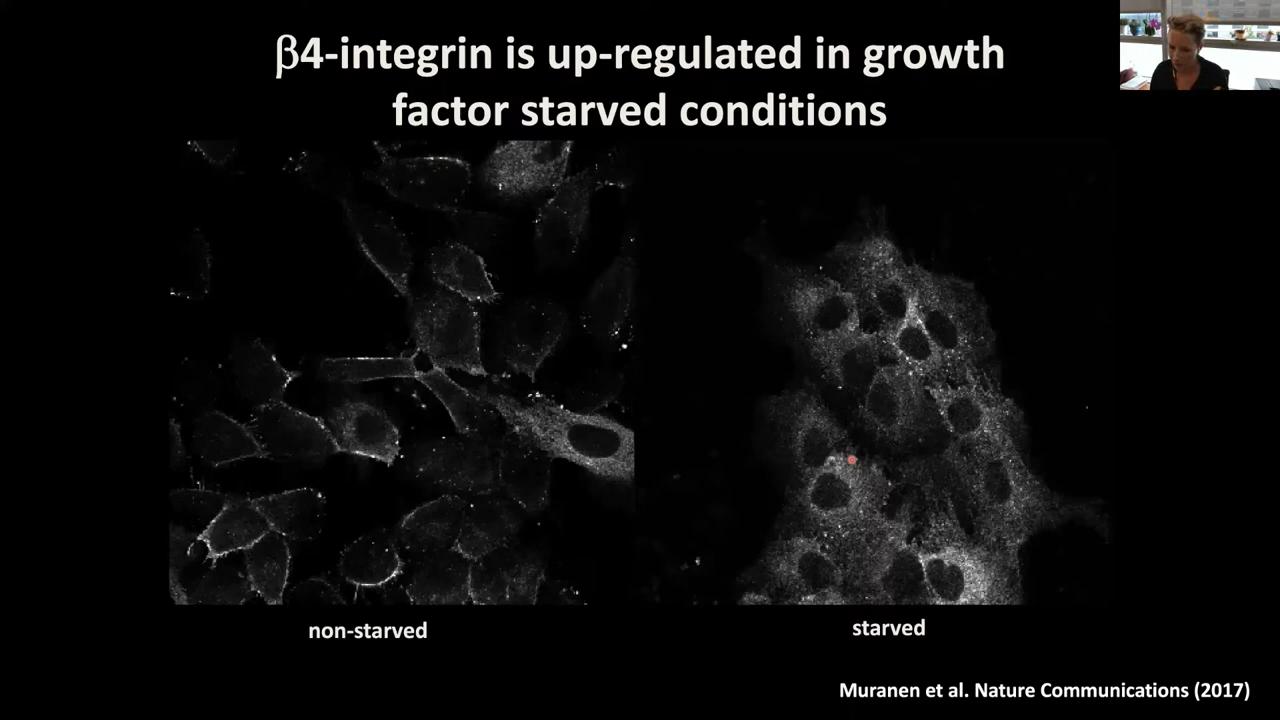 β4-integrin is up-regulated in growth
factor starved conditions
non-starved
starved
Muranen et al. Nature Communications (2017)